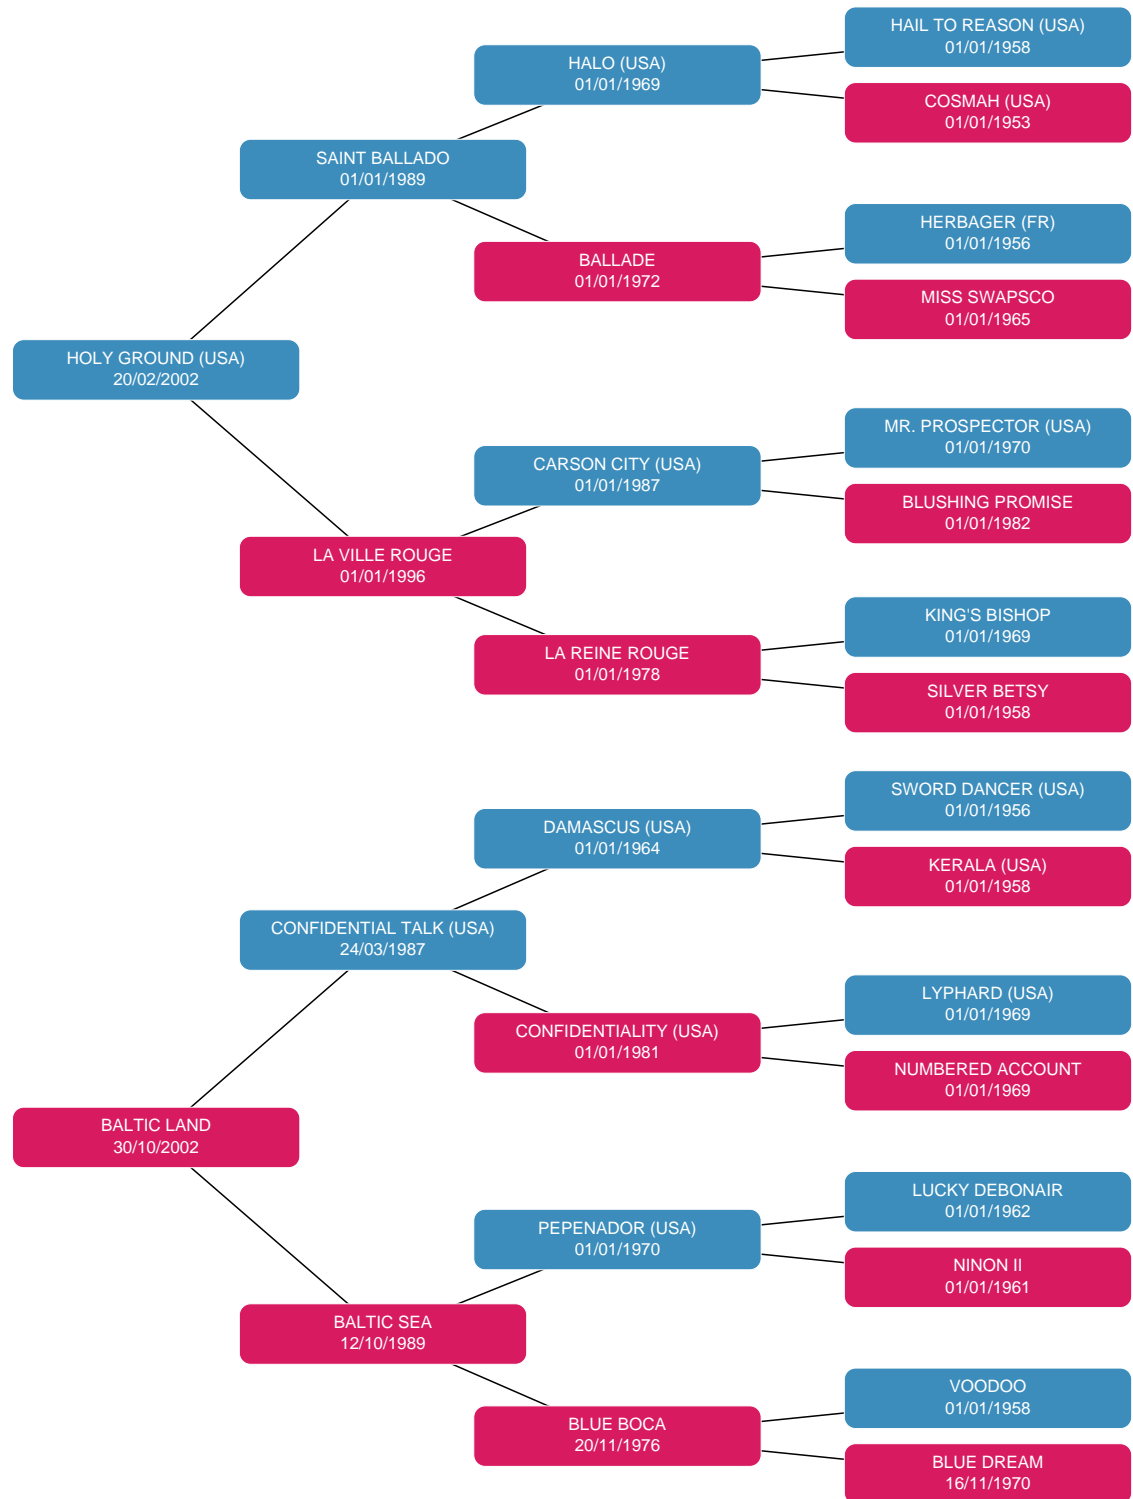 HAIL TO REASON (USA)
01/01/1958
HALO (USA)
01/01/1969
COSMAH (USA)
01/01/1953
SAINT BALLADO
01/01/1989
HERBAGER (FR)
01/01/1956
BALLADE
01/01/1972
MISS SWAPSCO
01/01/1965
HOLY GROUND (USA)
20/02/2002
MR. PROSPECTOR (USA)
01/01/1970
CARSON CITY (USA)
01/01/1987
BLUSHING PROMISE
01/01/1982
LA VILLE ROUGE
01/01/1996
KING'S BISHOP
01/01/1969
LA REINE ROUGE
01/01/1978
SILVER BETSY
01/01/1958
SWORD DANCER (USA)
01/01/1956
DAMASCUS (USA)
01/01/1964
KERALA (USA)
01/01/1958
CONFIDENTIAL TALK (USA)
24/03/1987
LYPHARD (USA)
01/01/1969
CONFIDENTIALITY (USA)
01/01/1981
NUMBERED ACCOUNT
01/01/1969
BALTIC LAND
30/10/2002
LUCKY DEBONAIR
01/01/1962
PEPENADOR (USA)
01/01/1970
NINON II
01/01/1961
BALTIC SEA
12/10/1989
VOODOO
01/01/1958
BLUE BOCA
20/11/1976
BLUE DREAM
16/11/1970